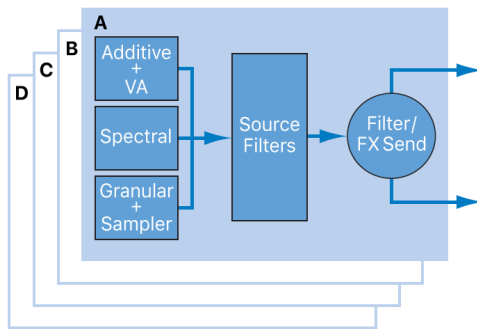 A
B
C
D
Additive
+
VA
Spectral
Granular
+
Sampler
Source
Filters
Filter/
FX Send